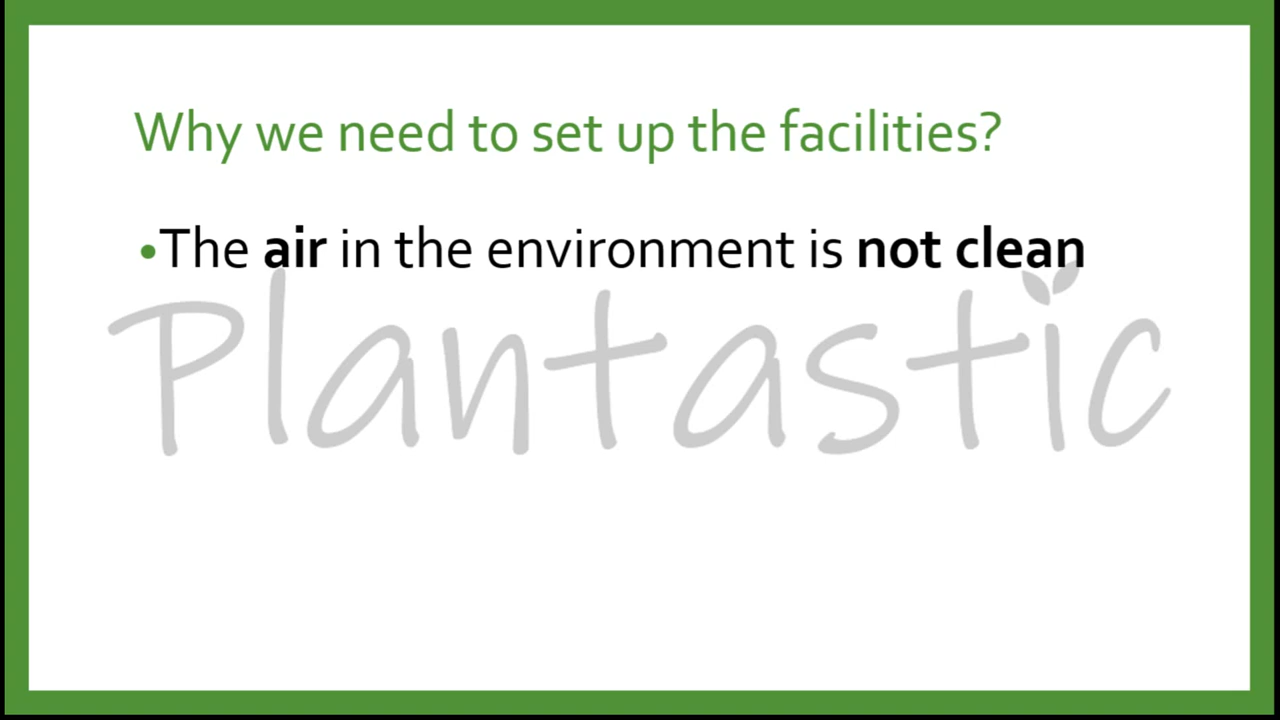 Why we need to set up the facilities?
•The air in the environment is not clean
Plantastic